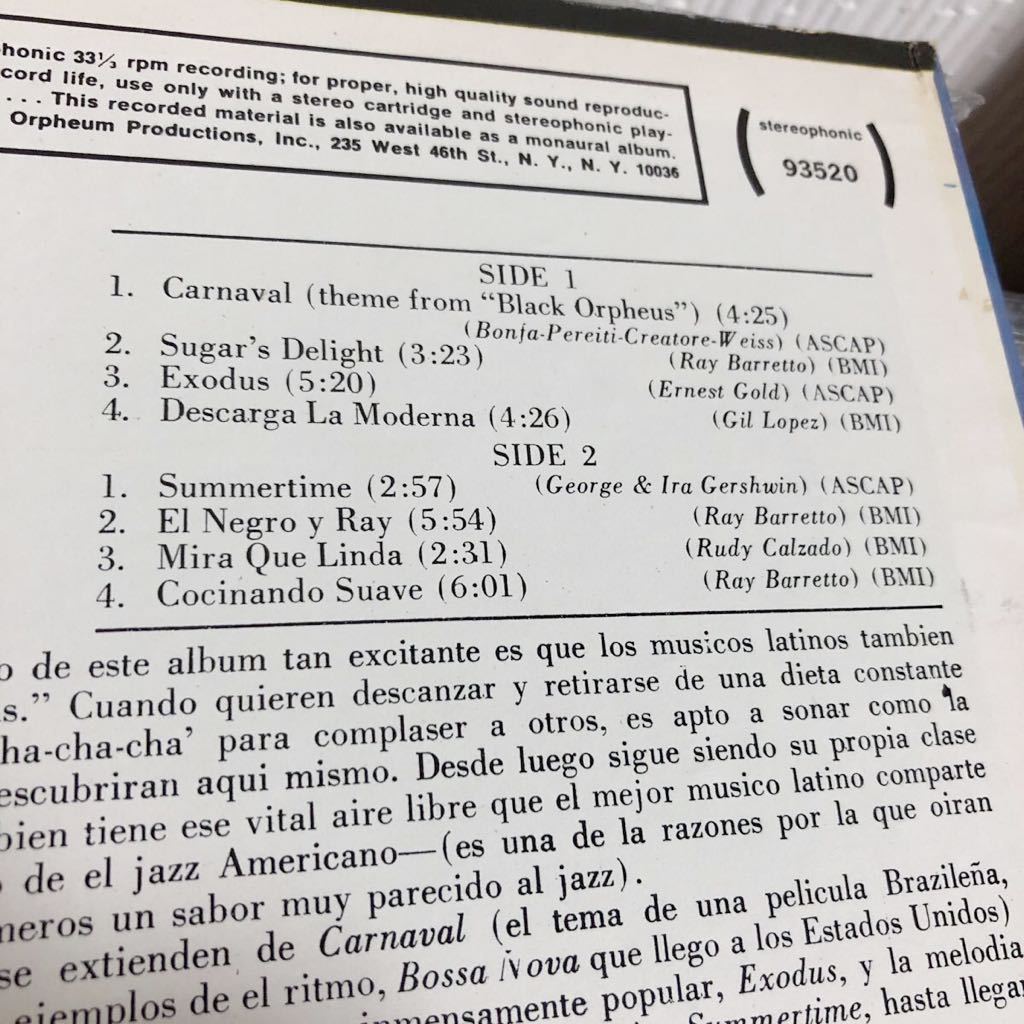 phonic 33⅓ rpm recording; for proper, high quality sound reproduc-
cord life, use only with a stereo cartridge and stereophonic play-
. . . This recorded material is also available as a monaural album.
Orpheum Productions, Inc., 235 West 46th St., N. Y., N. Y. 10036
stereophonic
93520
SIDE 1
1. Carnaval (theme from “Black Orpheus”) (4:25)
(Bonfa-Pereiti-Creatore-Weiss) (ASCAP)
2. Sugar's Delight (3:23) (Ray Barretto) (BMI)
3. Exodus (5:20) (Ernest Gold) (ASCAP)
4. Descarga La Moderna (4:26) (Gil Lopez) (BMI)
SIDE 2
1. Summertime (2:57) (George & Ira Gershwin) (ASCAP)
2. El Negro y Ray (5:54) (Ray Barretto) (BMI)
3. Mira Que Linda (2:31) (Rudy Calzado) (BMI)
4. Cocinando Suave (6:01) (Ray Barretto) (BMI)
o de este album tan excitante es que los musicos latinos tambien
s.” Cuando quieren descanzar y retirarse de una dieta constante
ha-cha-cha’ para complaser a otros, es apto a sonar como la
escubriran aqui mismo. Desde luego sigue siendo su propia clase
bien tiene ese vital aire libre que el mejor musico latino comparte
de el jazz Americano—(es una de la razones por la que oiran
neros un sabor muy parecido al jazz).
se extienden de Carnaval (el tema de una pelicula Brazileña,
ejemplos de el ritmo, Bossa Nova que llego a los Estados Unidos)
nmensamente popular, Exodus, y la melodia
Summertime, hasta llegar